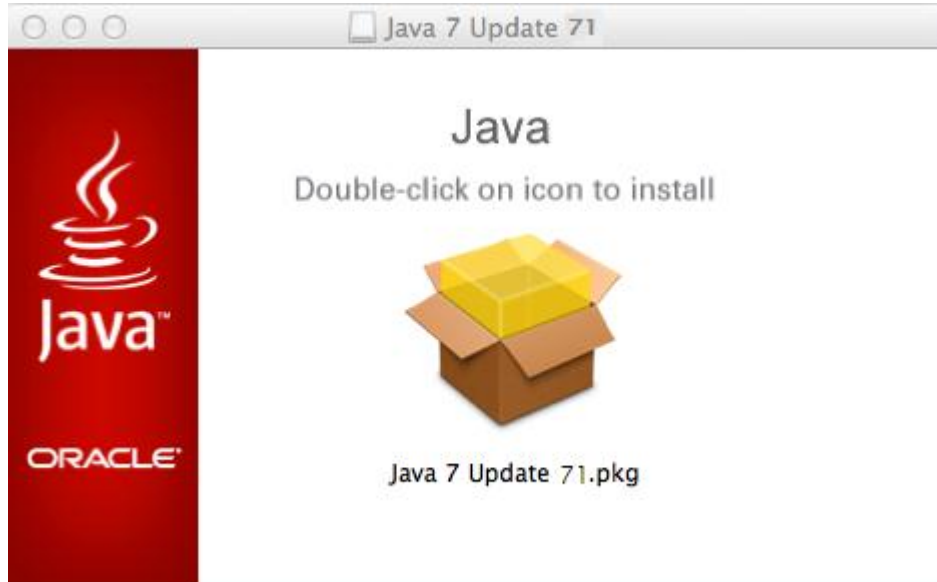 Java 7 Update 71
Java
Double-click on icon to install
Java™
ORACLE®
Java 7 Update 71.pkg